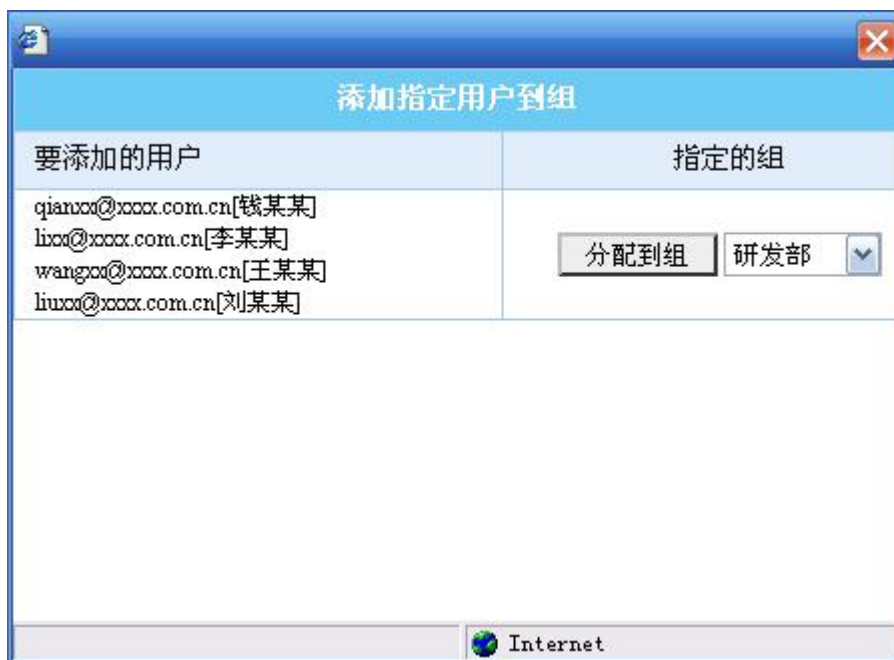 添加指定用户到组
要添加的用户 指定的组
qianxx@xxxx.com.cn[钱某某]
lixx@xxxx.com.cn[李某某]
wangxx@xxxx.com.cn[王某某]
liuxx@xxxx.com.cn[刘某某]
分配到组 研发部
Internet